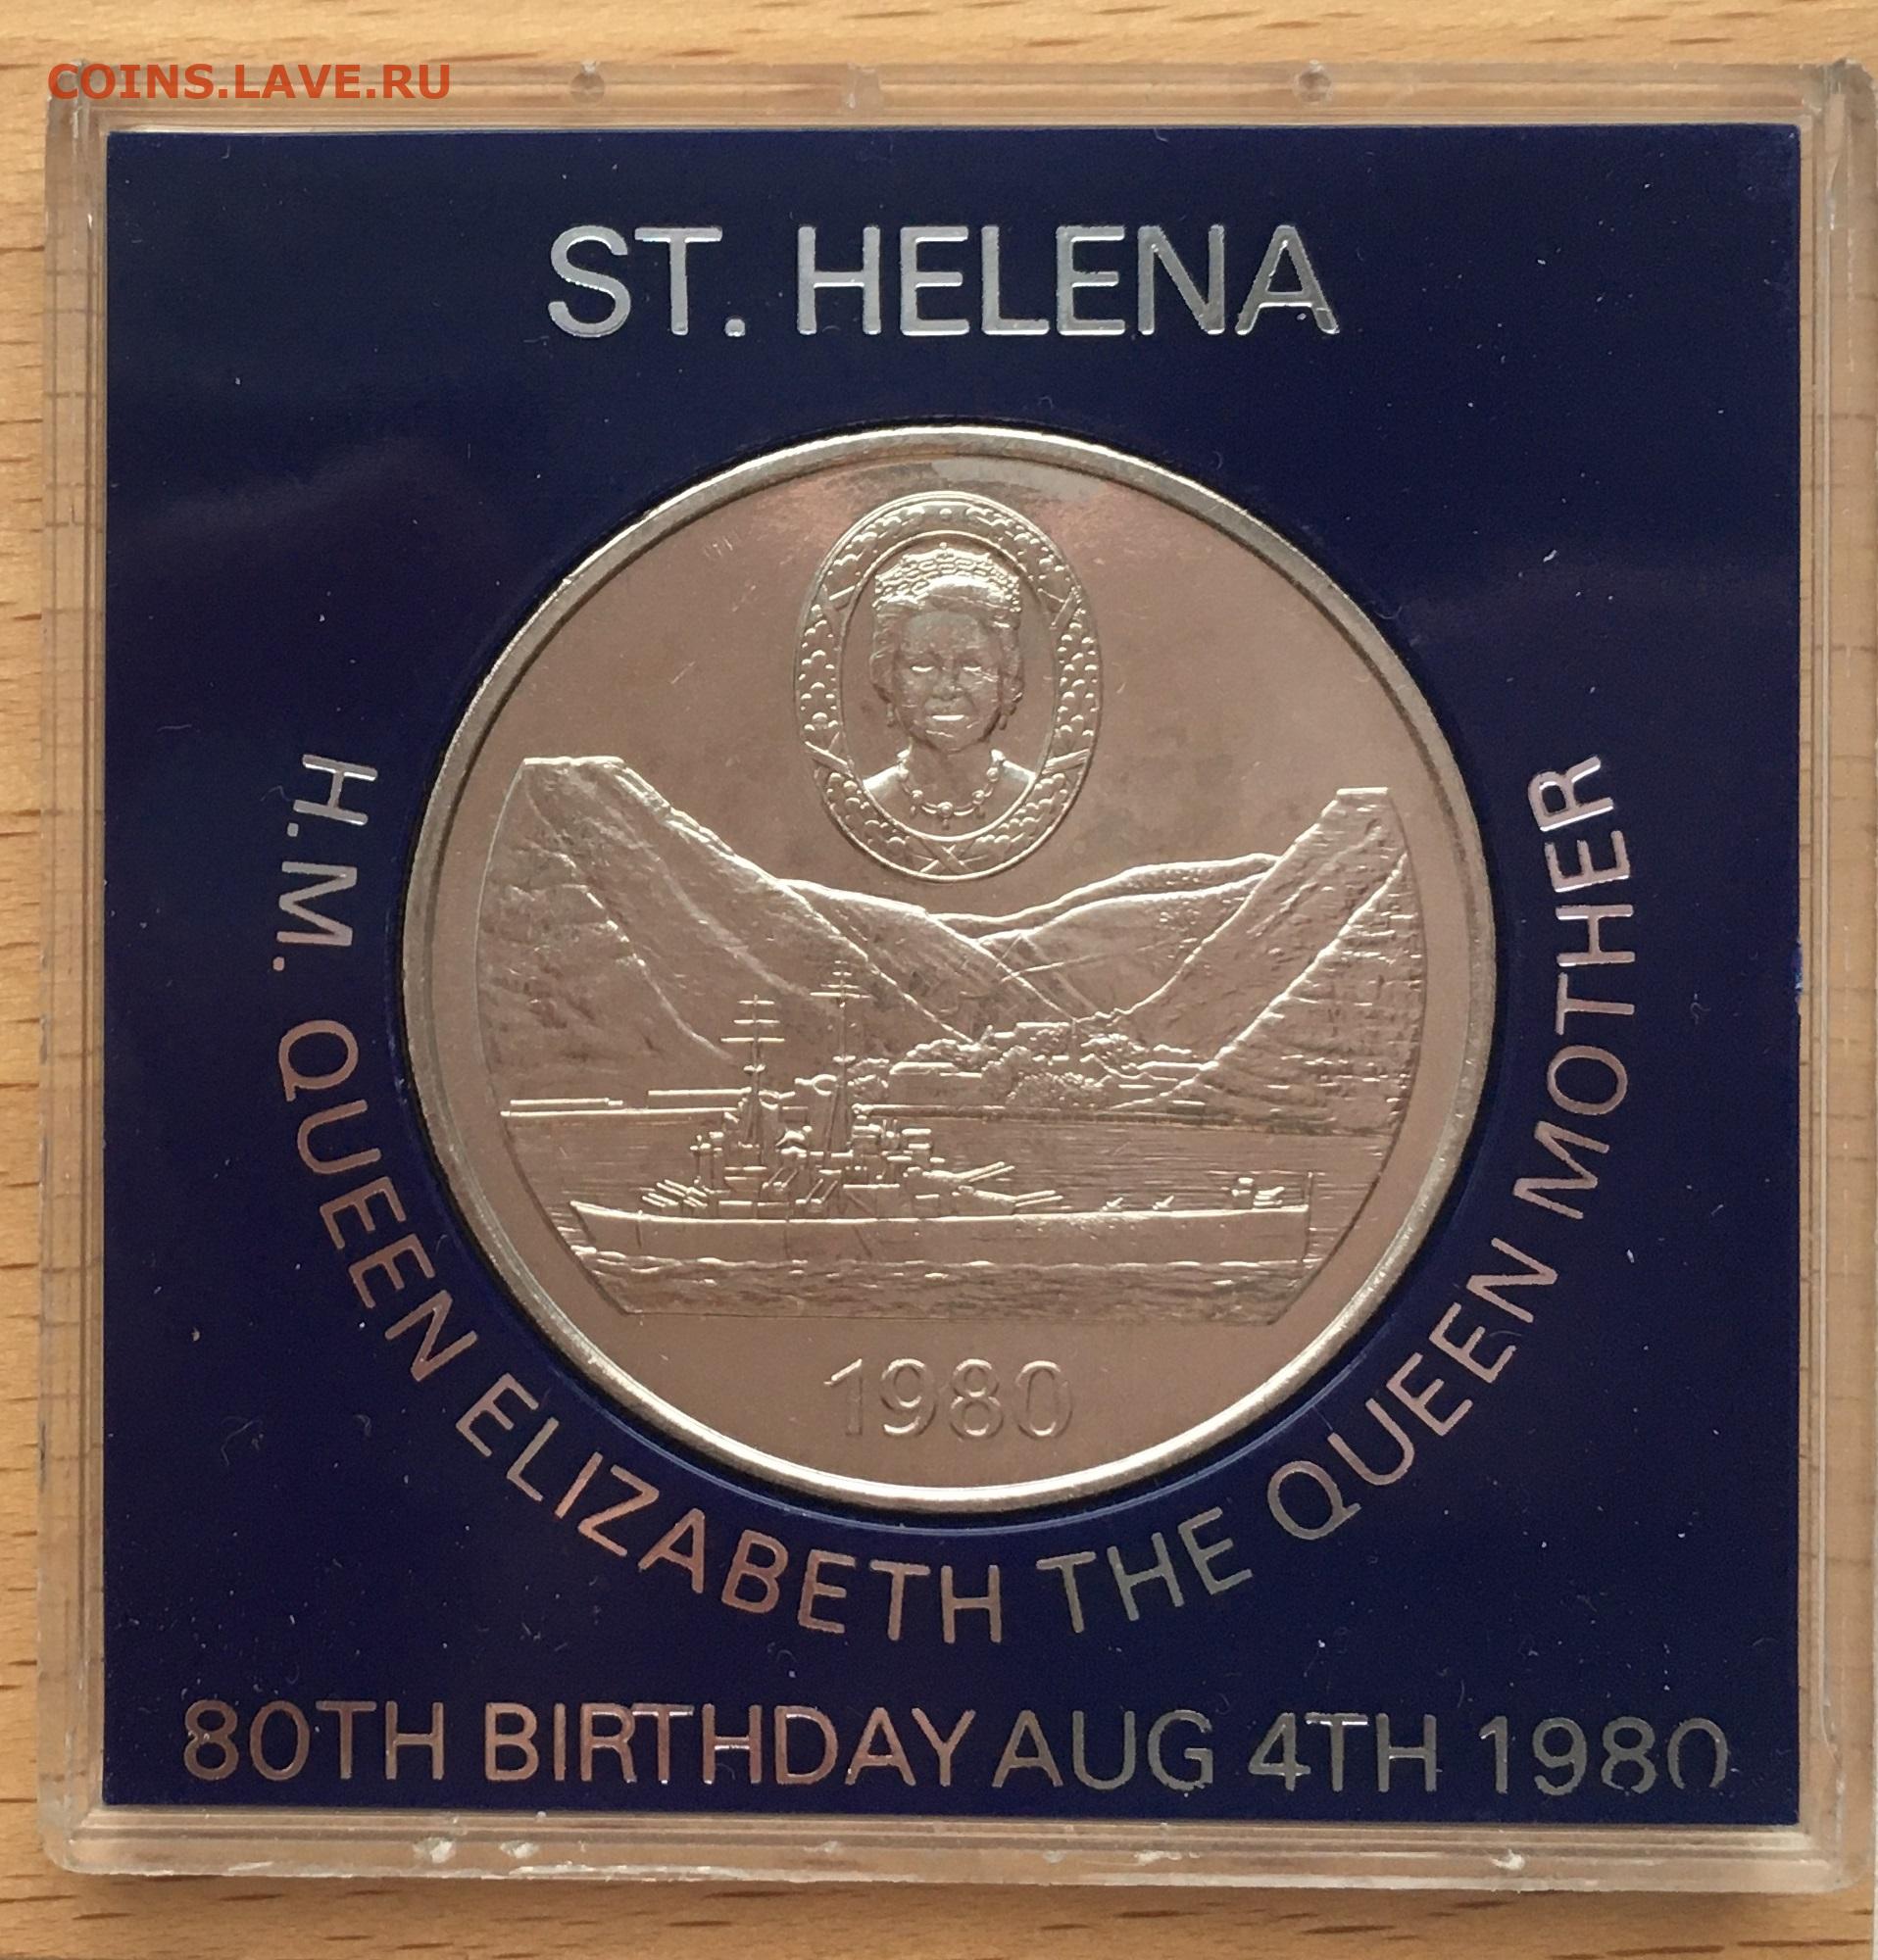 COINS.LAVE.RU
ST. HELENA
1980
H.M. QUEEN ELIZABETH THE QUEEN MOTHER
80TH BIRTHDAY AUG 4TH 1980